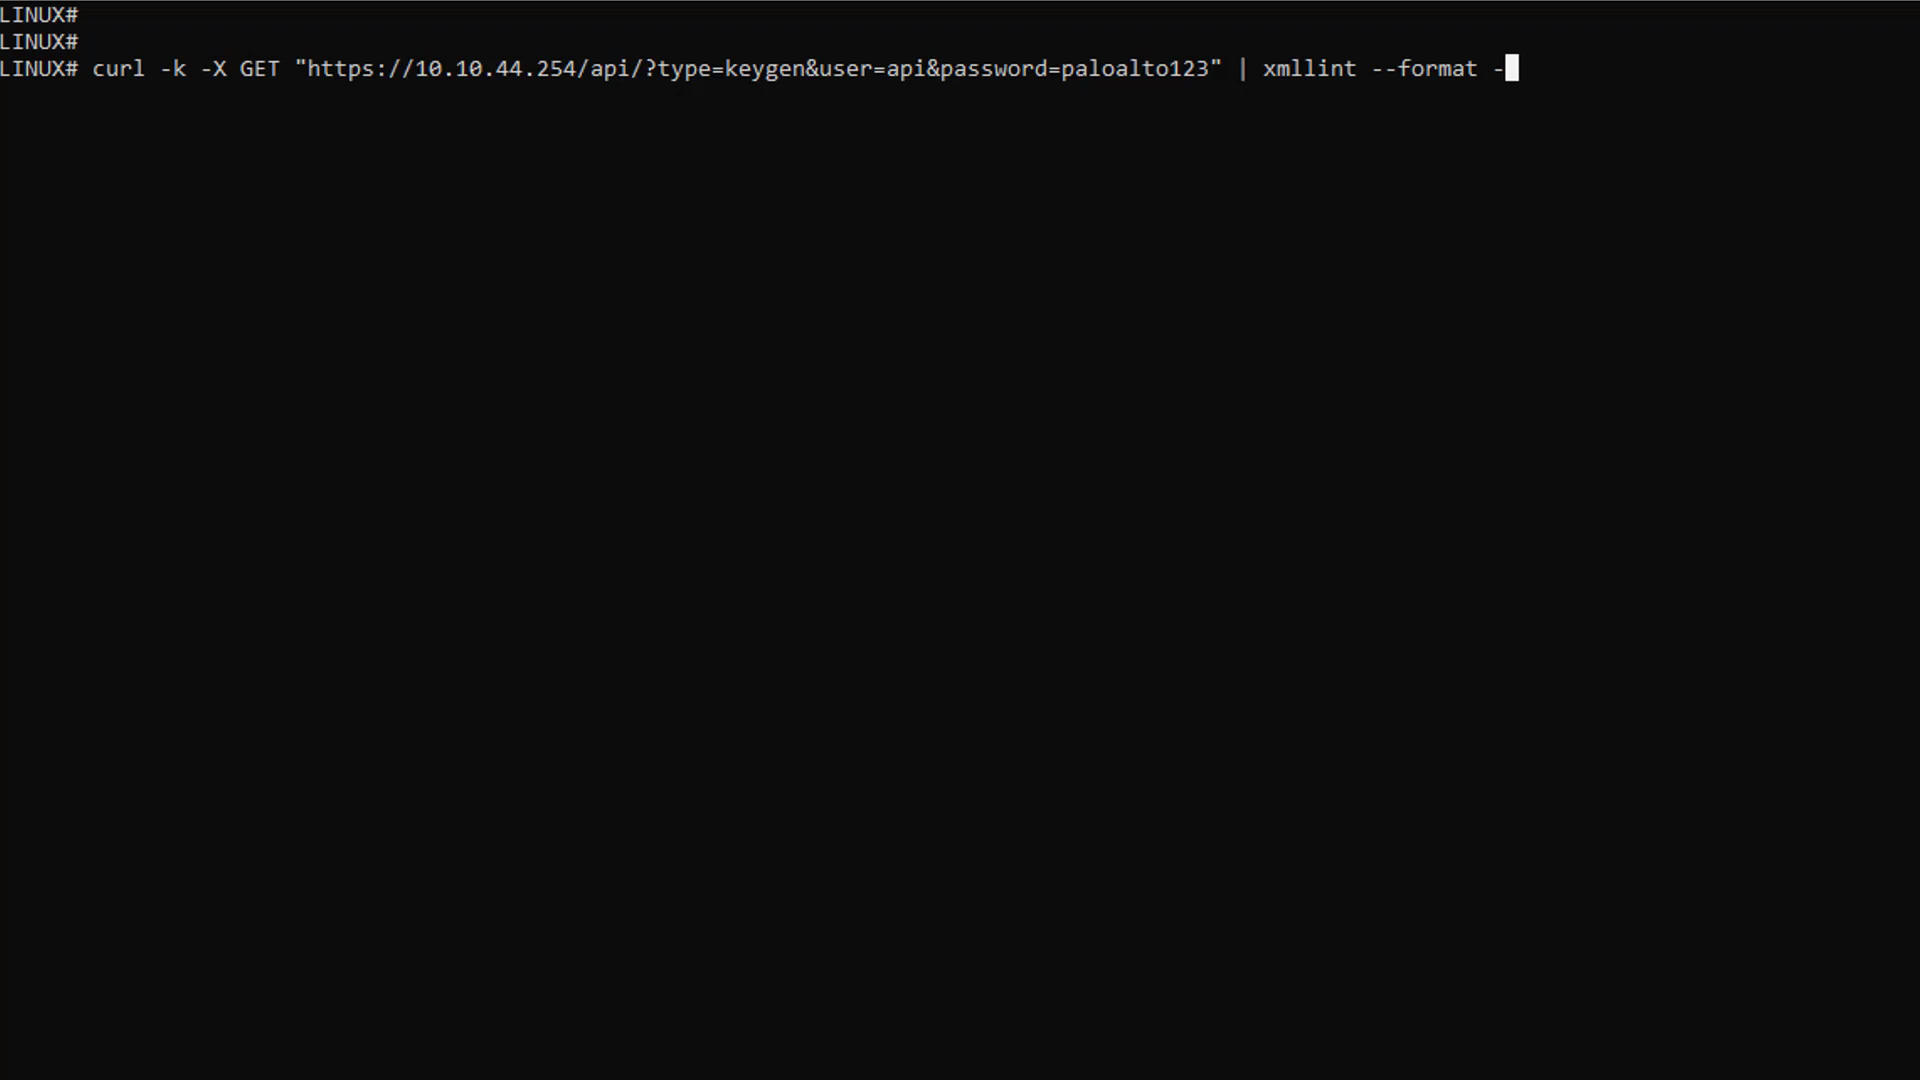 LINUX#
LINUX#
LINUX# curl -k -X GET "https://10.10.44.254/api/?type=keygen&user=api&password=paloalto123" | xmllint --format -